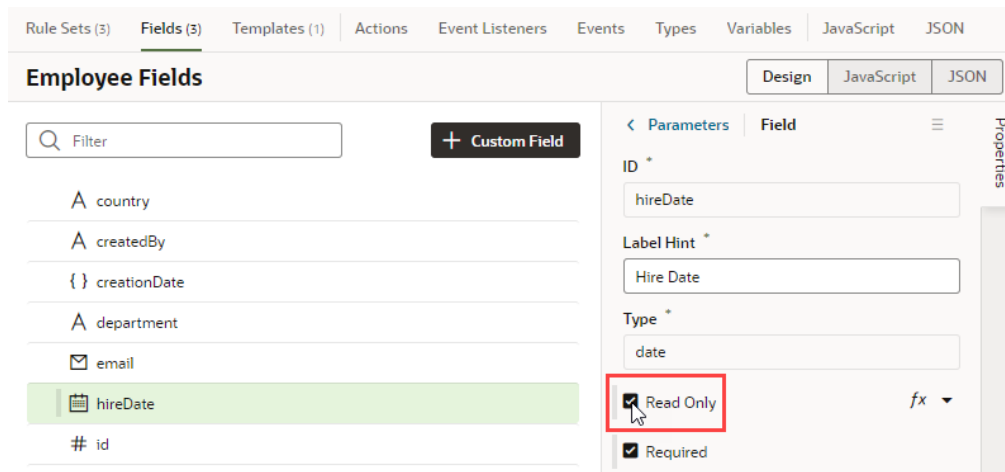 Rule Sets (3) Fields (3) Templates (1) Actions Event Listeners Events Types Variables JavaScript JSON
Employee Fields
Design JavaScript JSON
Filter
+ Custom Field
country
createdBy
{ } creationDate
department
email
hireDate
# id
< Parameters Field
ID *
hireDate
Label Hint *
Hire Date
Type *
date
Read Only fx
Required
Properties